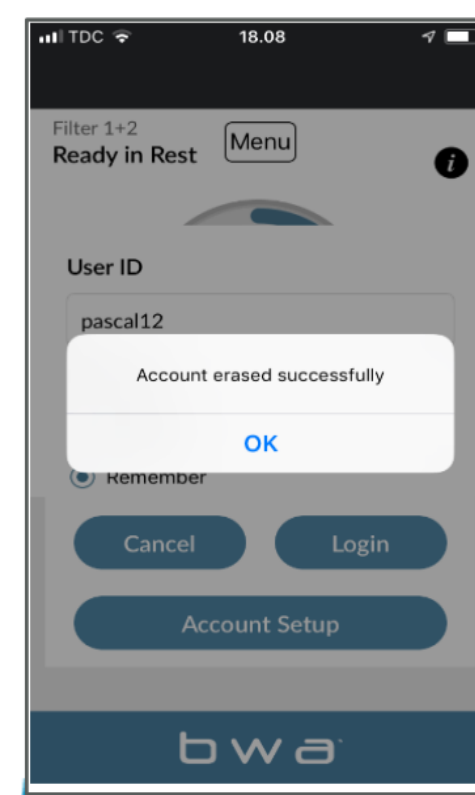 TDC 18.08
Filter 1+2
Ready in Rest Menu i
User ID
pascal12
Account erased successfully
OK
Remember
Cancel Login
Account Setup
bwa